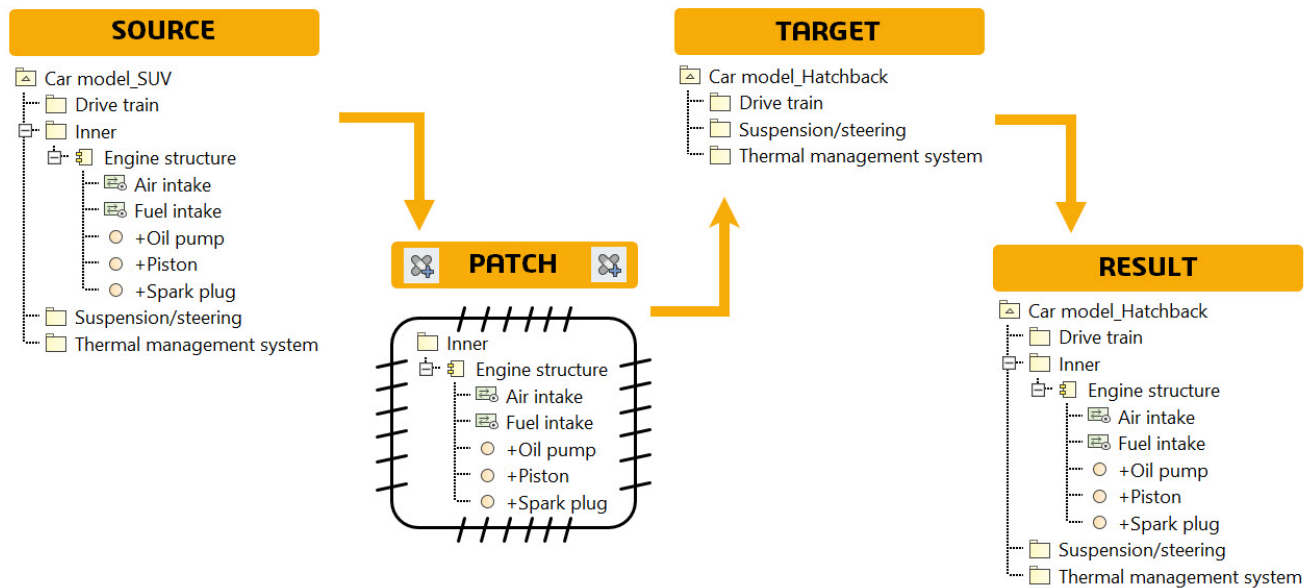 SOURCE
Car model_SUV
Drive train
Inner
Engine structure
Air intake
Fuel intake
+Oil pump
+Piston
+Spark plug
Suspension/steering
Thermal management system
PATCH
Inner
Engine structure
Air intake
Fuel intake
+Oil pump
+Piston
+Spark plug
TARGET
Car model_Hatchback
Drive train
Suspension/steering
Thermal management system
RESULT
Car model_Hatchback
Drive train
Inner
Engine structure
Air intake
Fuel intake
+Oil pump
+Piston
+Spark plug
Suspension/steering
Thermal management system